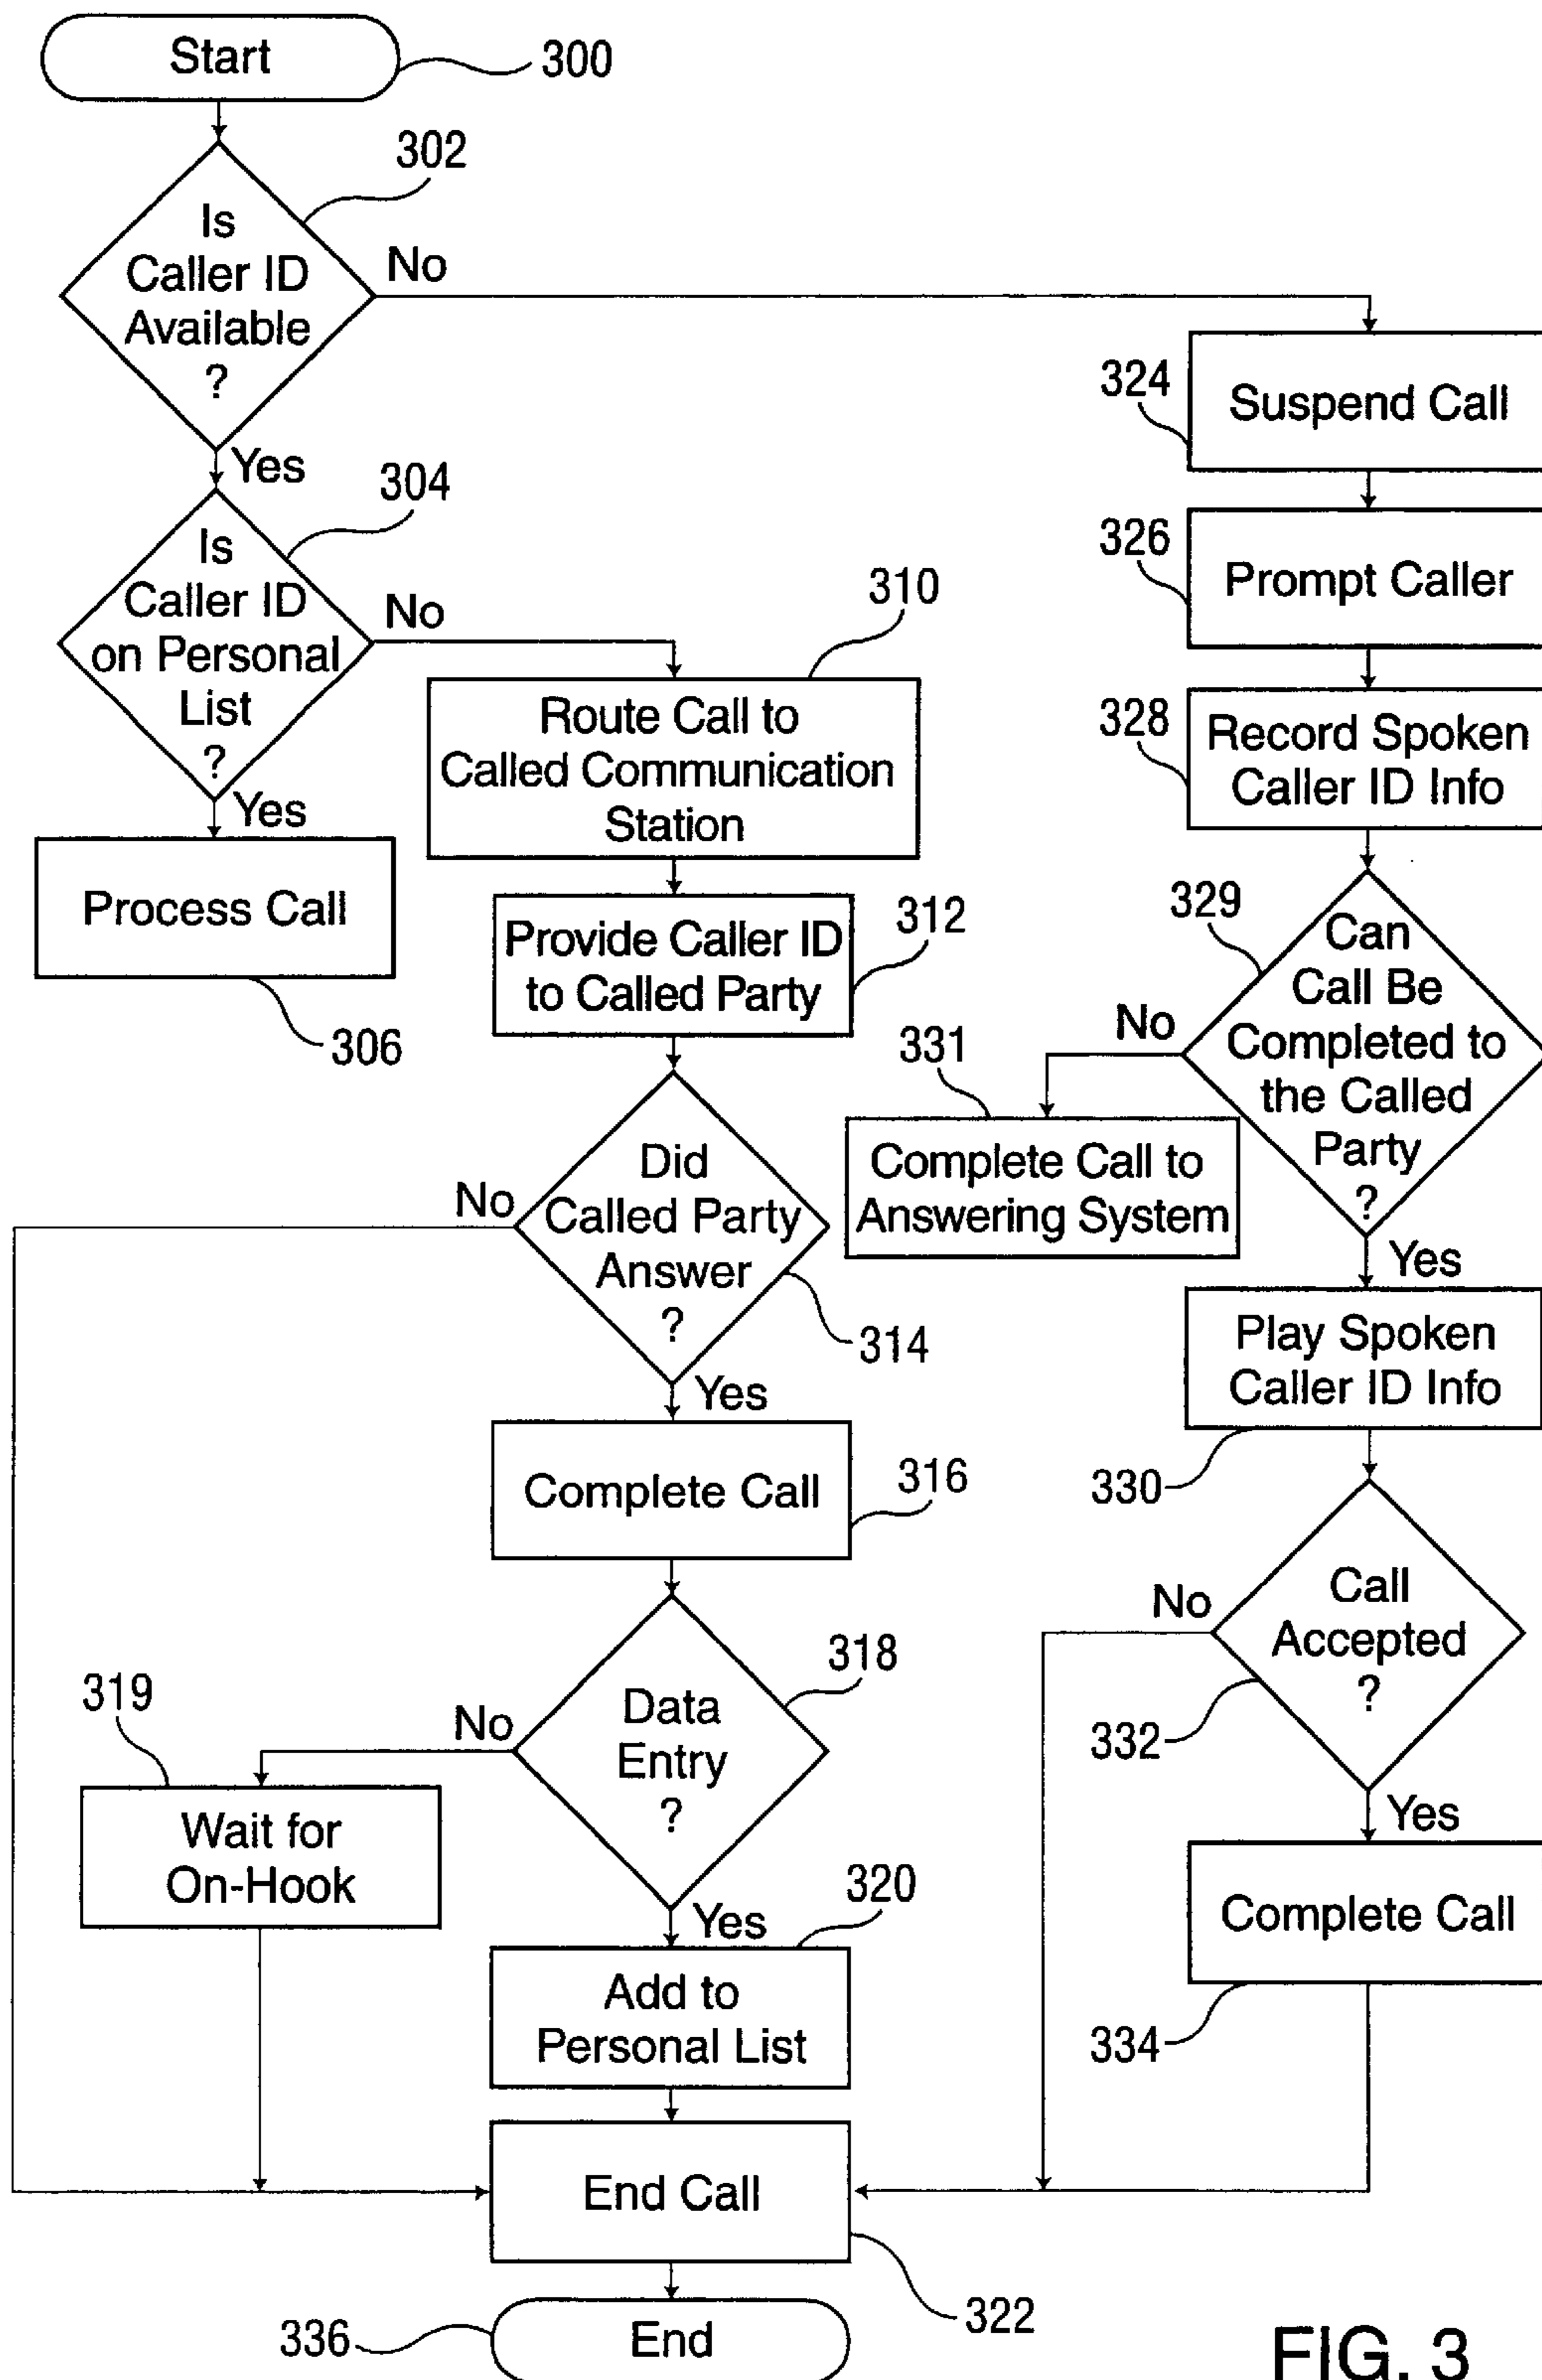 Start
300
302
Is
Caller ID
Available
?
No
Yes
304
Is
Caller ID
on Personal
List
?
No
Yes
Process Call
306
310
Route Call to
Called Communication
Station
312
Provide Caller ID
to Called Party
No
Did
Called Party
Answer
?
314
Yes
Complete Call
316
318
Data
Entry
?
No
319
Wait for
On-Hook
Yes
320
Add to
Personal List
End Call
322
336
End
324
Suspend Call
326
Prompt Caller
328
Record Spoken
Caller ID Info
329
Can
Call Be
Completed to
the Called
Party
?
No
331
Complete Call to
Answering System
Yes
Play Spoken
Caller ID Info
330
Call
Accepted
?
No
332
Yes
Complete Call
334
FIG. 3